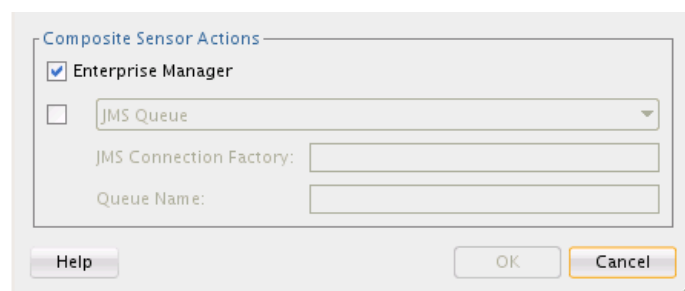 Composite Sensor Actions
Enterprise Manager
JMS Queue
JMS Connection Factory:
Queue Name:
Help OK Cancel